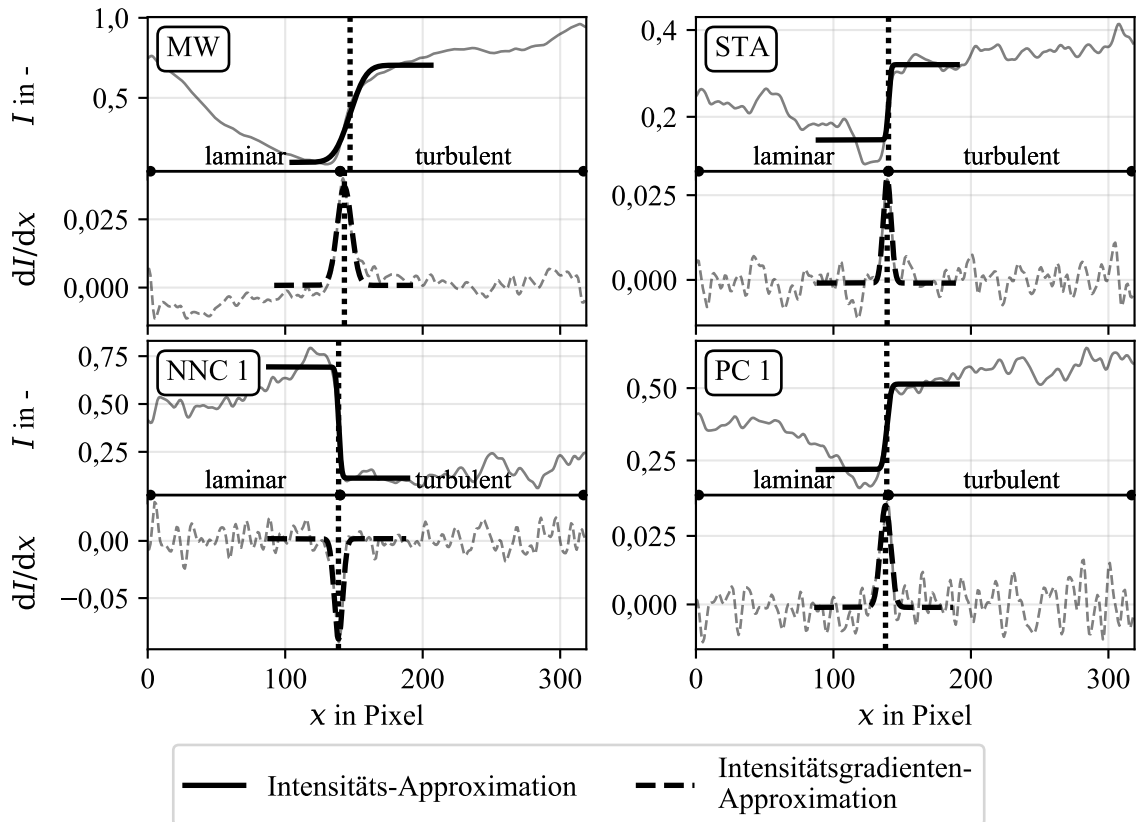 1,0
0,5
I in -
MW
laminar
turbulent
0,025
0,000
dI/dx
0,4
0,2
STA
laminar
turbulent
0,025
0,000
0,75
0,50
0,25
I in -
NNC 1
laminar
turbulent
0,00
−0,05
dI/dx
0
100
200
300
x in Pixel
0,50
0,25
PC 1
laminar
turbulent
0,025
0,000
0
100
200
300
x in Pixel
Intensitäts-Approximation
Intensitätsgradienten-
Approximation